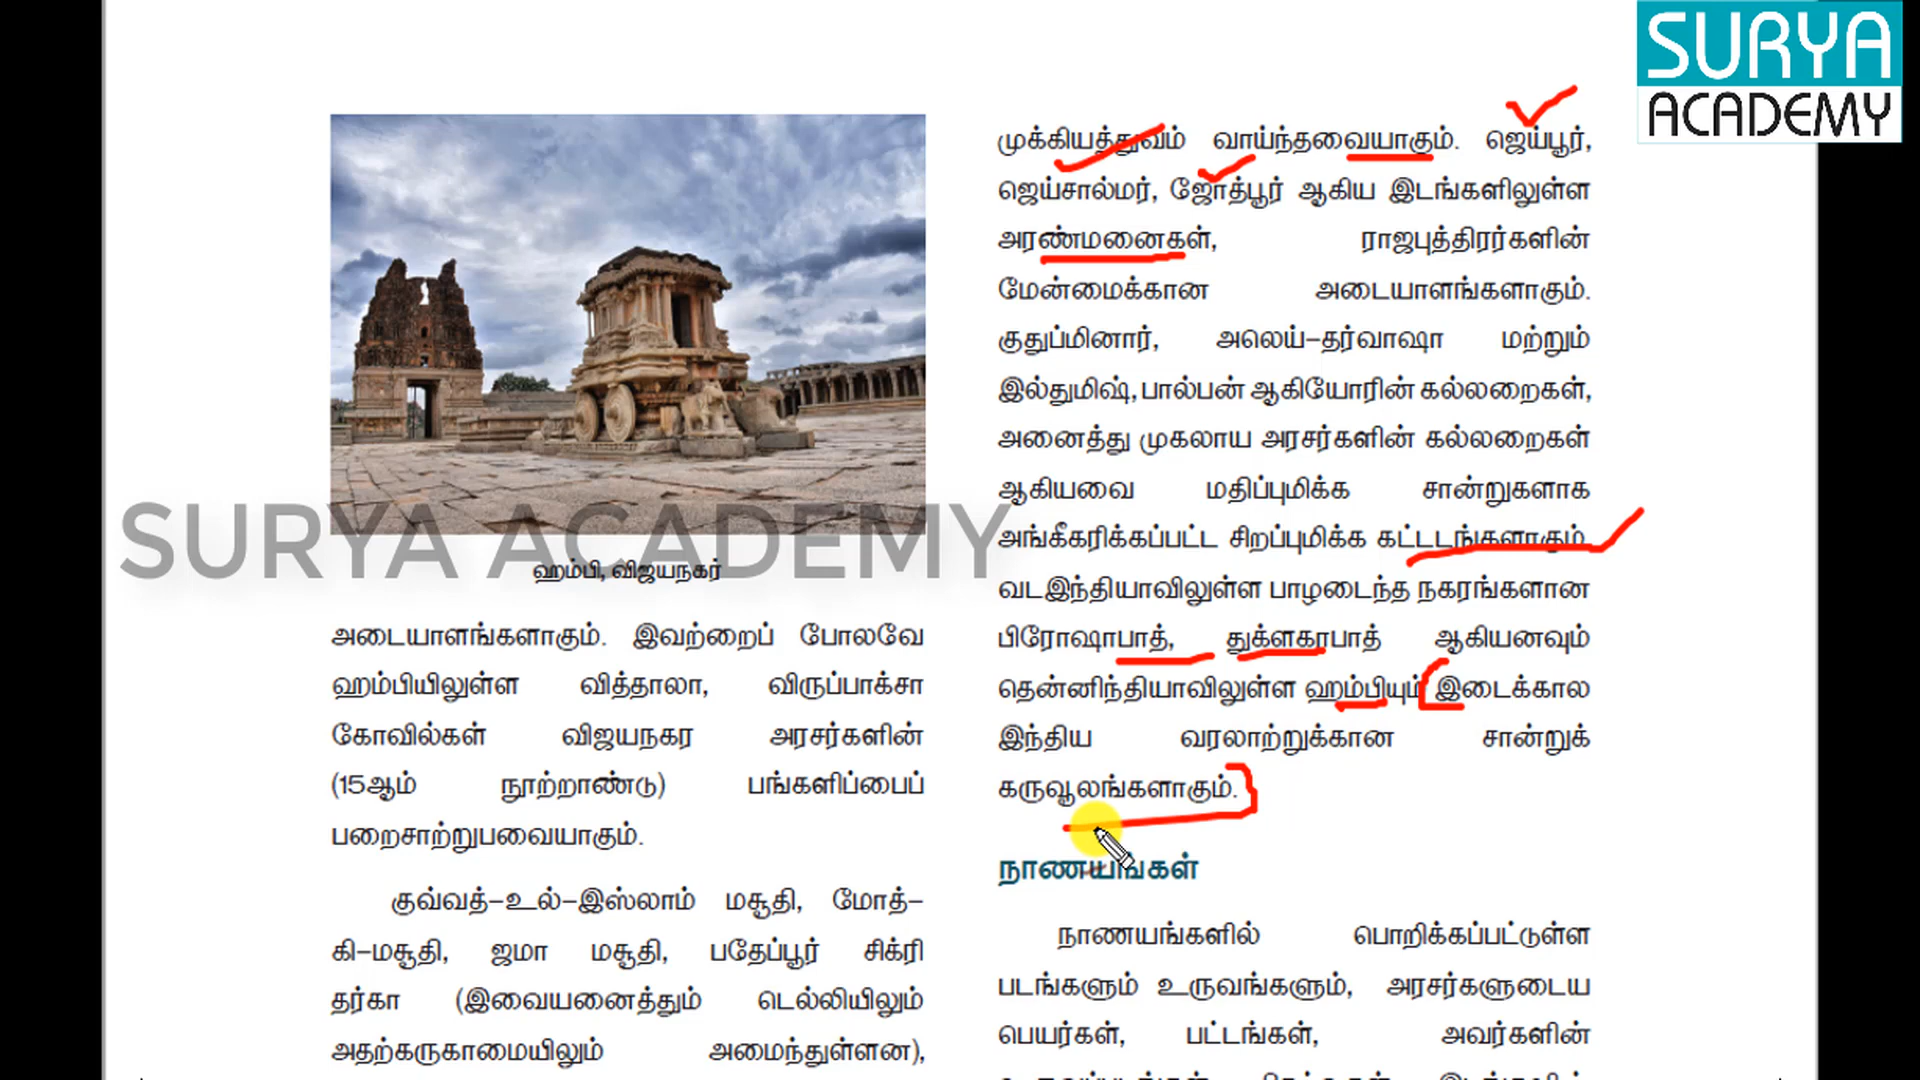 SURYA
ACADEMY
SURYA ACADEMY
ஹம்பி, விஜயநகர்
அடையாளங்களாகும். இவற்றைப் போலவே
ஹம்பியிலுள்ள வித்தாலா, விருப்பாக்சா
கோவில்கள் விஜயநகர அரசர்களின்
(15ஆம் நூற்றாண்டு) பங்களிப்பைப்
பறைசாற்றுபவையாகும்.
குவ்வத்-உல்-இஸ்லாம் மசூதி, மோத்-
கி-மசூதி, ஜமா மசூதி, பதேப்பூர் சிக்ரி
தர்கா (இவையனைத்தும் டெல்லியிலும்
அதற்கருகாமையிலும் அமைந்துள்ளன),
முக்கியத்துவம் வாய்ந்தவையாகும். ஜெய்பூர்,
ஜெய்சால்மர், ஜோத்பூர் ஆகிய இடங்களிலுள்ள
அரண்மனைகள், ராஜபுத்திரர்களின்
மேன்மைக்கான அடையாளங்களாகும்.
குதுப்மினார், அலெய்-தர்வாஷா மற்றும்
இல்துமிஷ், பால்பன் ஆகியோரின் கல்லறைகள்,
அனைத்து முகலாய அரசர்களின் கல்லறைகள்
ஆகியவை மதிப்புமிக்க சான்றுகளாக
அங்கீகரிக்கப்பட்ட சிறப்புமிக்க கட்டடங்களாகும்.
வடஇந்தியாவிலுள்ள பாழடைந்த நகரங்களான
பிரோஷாபாத், துக்ளகாபாத் ஆகியனவும்
தென்னிந்தியாவிலுள்ள ஹம்பியும் இடைக்கால
இந்திய வரலாற்றுக்கான சான்றுக்
கருவூலங்களாகும்.
நாணயங்கள்
நாணயங்களில் பொறிக்கப்பட்டுள்ள
படங்களும் உருவங்களும், அரசர்களுடைய
பெயர்கள், பட்டங்கள், அவர்களின்